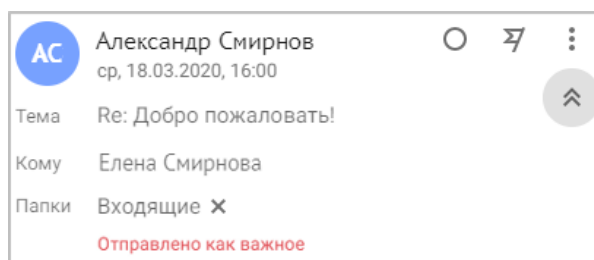 АС
Александр Смирнов
ср, 18.03.2020, 16:00
Тема Re: Добро пожаловать!
Кому Елена Смирнова
Папки Входящие ×
Отправлено как важное